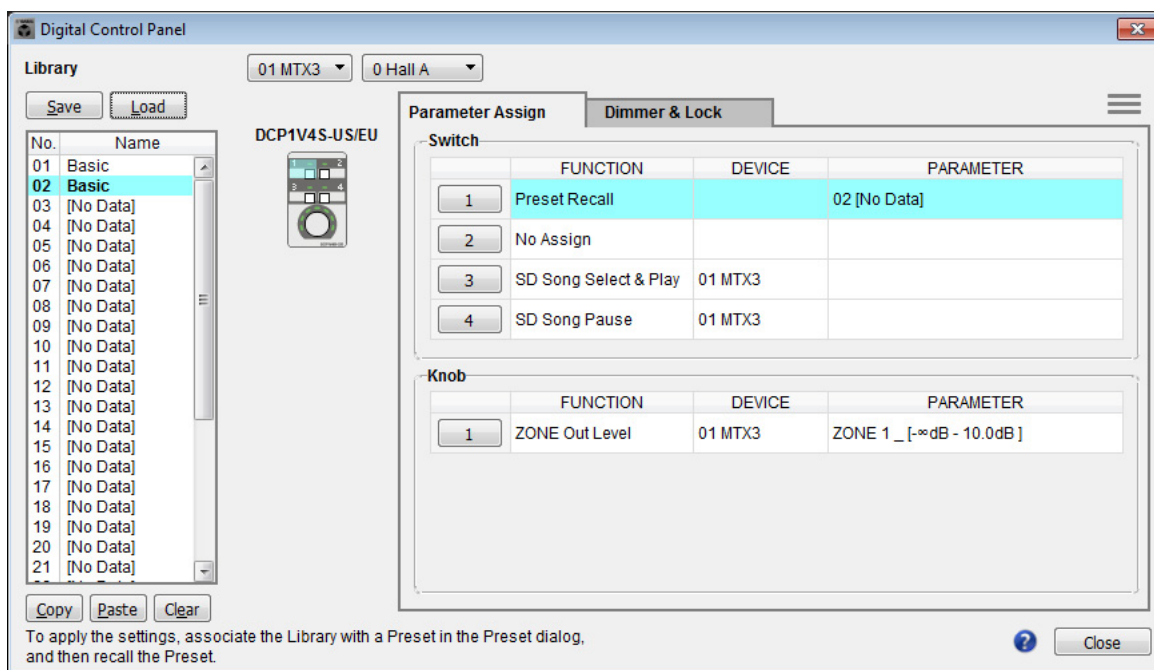 Digital Control Panel
Library
01 MTX3
0 Hall A
Save
Load
No. Name
01 Basic
02 Basic
03 [No Data]
04 [No Data]
05 [No Data]
06 [No Data]
07 [No Data]
08 [No Data]
09 [No Data]
10 [No Data]
11 [No Data]
12 [No Data]
13 [No Data]
14 [No Data]
15 [No Data]
16 [No Data]
17 [No Data]
18 [No Data]
19 [No Data]
20 [No Data]
21 [No Data]
Copy
Paste
Clear
DCP1V4S-US/EU
1 2
3 4
Parameter Assign
Dimmer & Lock
Switch
FUNCTION DEVICE PARAMETER
1 Preset Recall 02 [No Data]
2 No Assign
3 SD Song Select & Play 01 MTX3
4 SD Song Pause 01 MTX3
Knob
FUNCTION DEVICE PARAMETER
1 ZONE Out Level 01 MTX3 ZONE 1 _ [-∞dB - 10.0dB ]
To apply the settings, associate the Library with a Preset in the Preset dialog,
and then recall the Preset.
?
Close